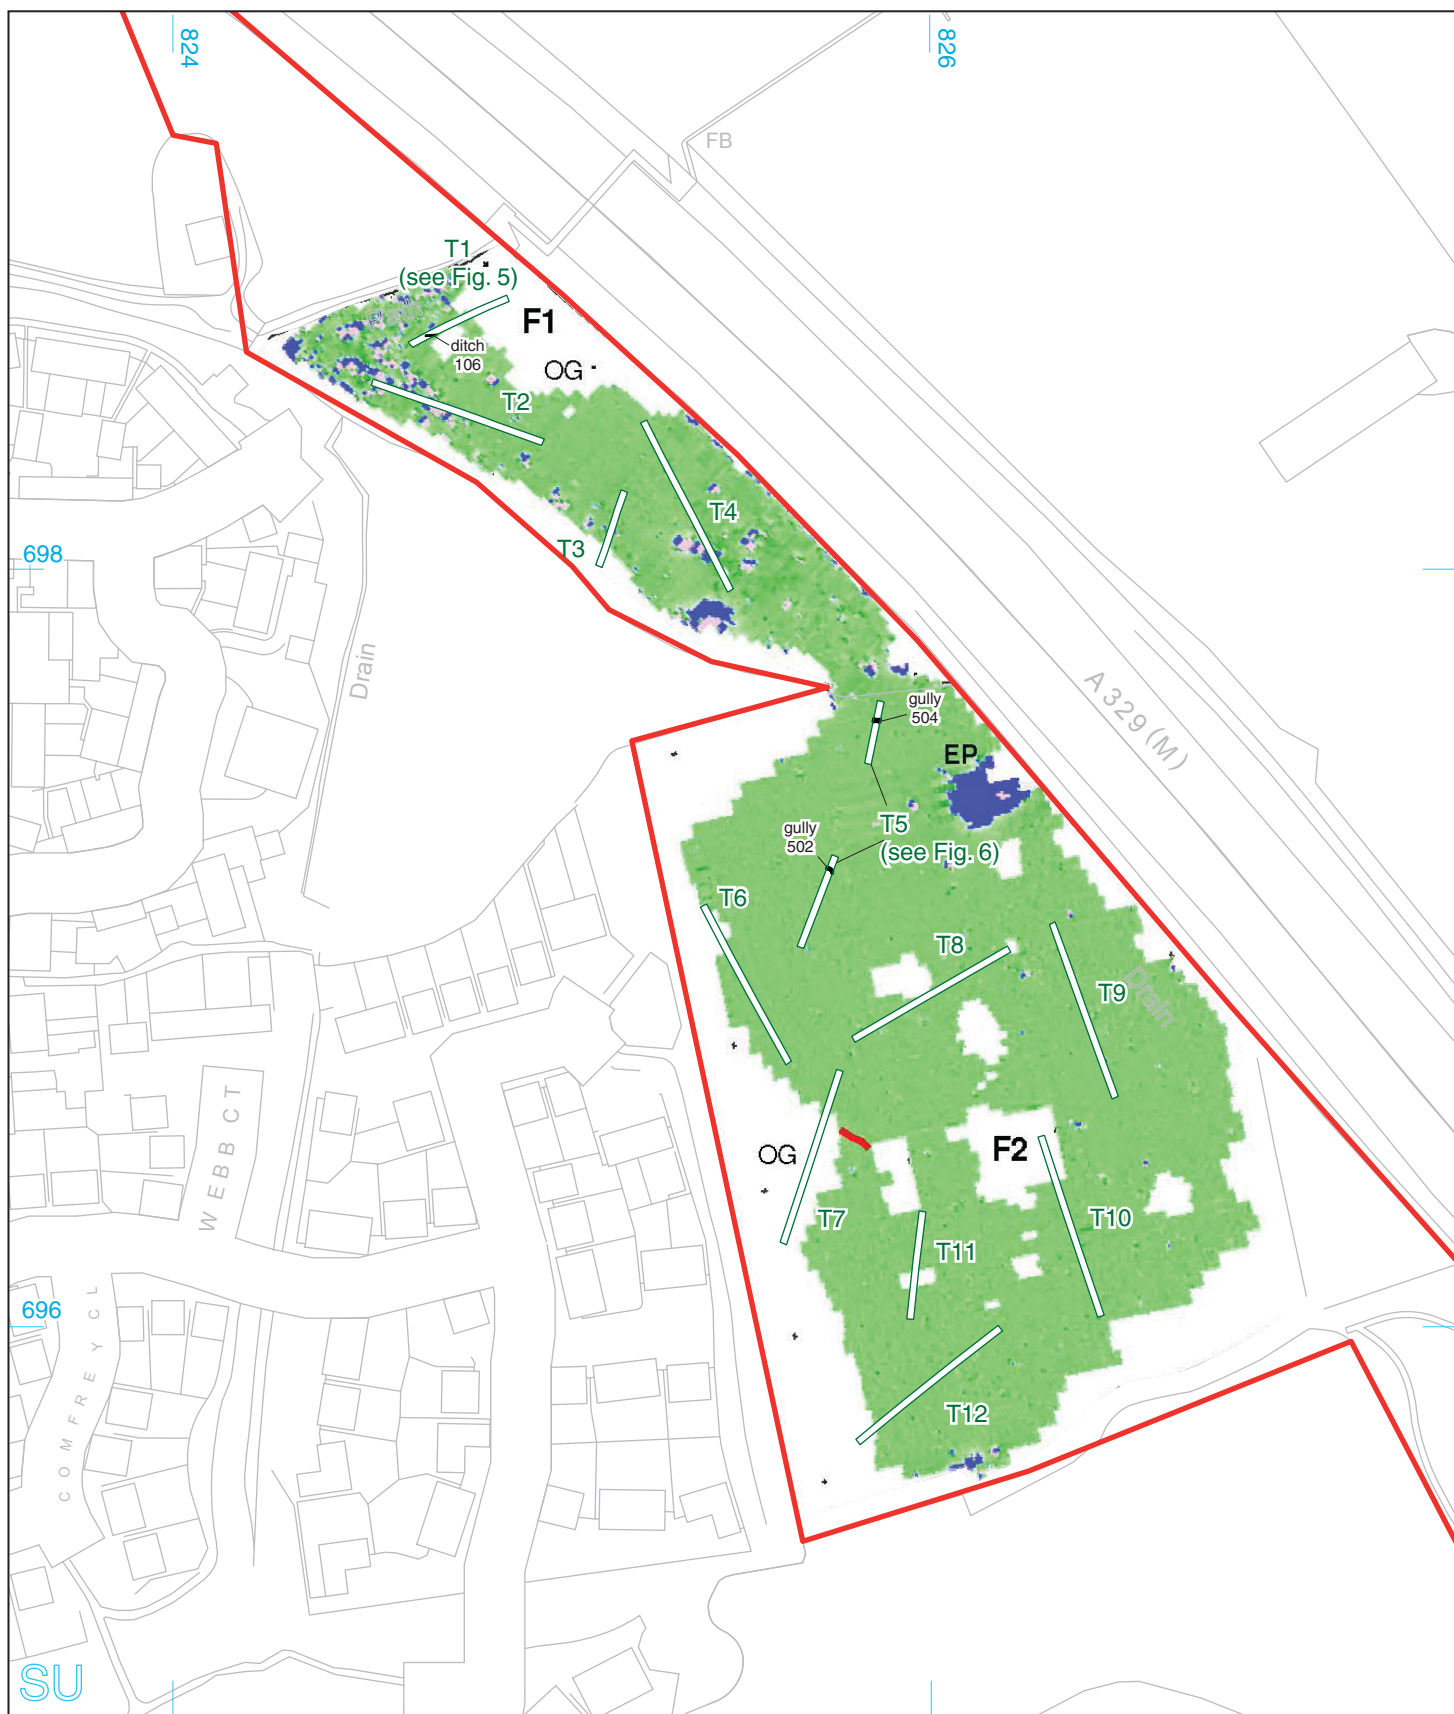 824
826
FB
T1
(see Fig. 5)
Drain
F1
ditch
106
OG
T2
T4
T3
698
Drain
A329(M)
gully
504
EP
gully
502
T5
(see Fig. 6)
T6
T8
T9
Drain
WEBB CT
OG
F2
T7
T10
T11
696
COMFREY CL
T12
SU